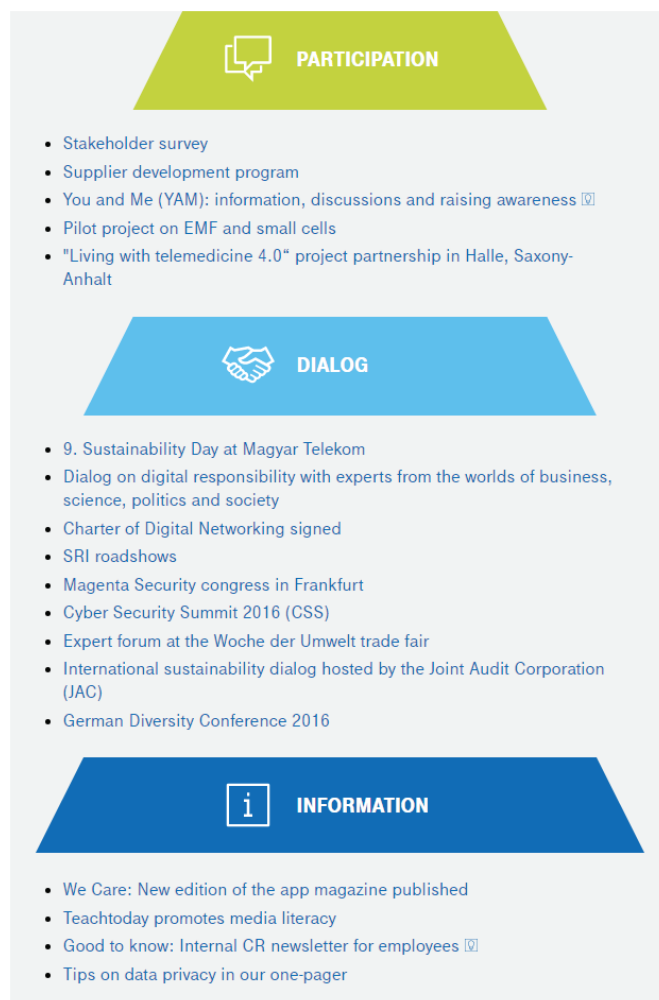 PARTICIPATION
• Stakeholder survey
• Supplier development program
• You and Me (YAM): information, discussions and raising awareness
• Pilot project on EMF and small cells
• "Living with telemedicine 4.0“ project partnership in Halle, Saxony-
Anhalt
DIALOG
• 9. Sustainability Day at Magyar Telekom
• Dialog on digital responsibility with experts from the worlds of business,
science, politics and society
• Charter of Digital Networking signed
• SRI roadshows
• Magenta Security congress in Frankfurt
• Cyber Security Summit 2016 (CSS)
• Expert forum at the Woche der Umwelt trade fair
• International sustainability dialog hosted by the Joint Audit Corporation
(JAC)
• German Diversity Conference 2016
i INFORMATION
• We Care: New edition of the app magazine published
• Teachtoday promotes media literacy
• Good to know: Internal CR newsletter for employees
• Tips on data privacy in our one-pager